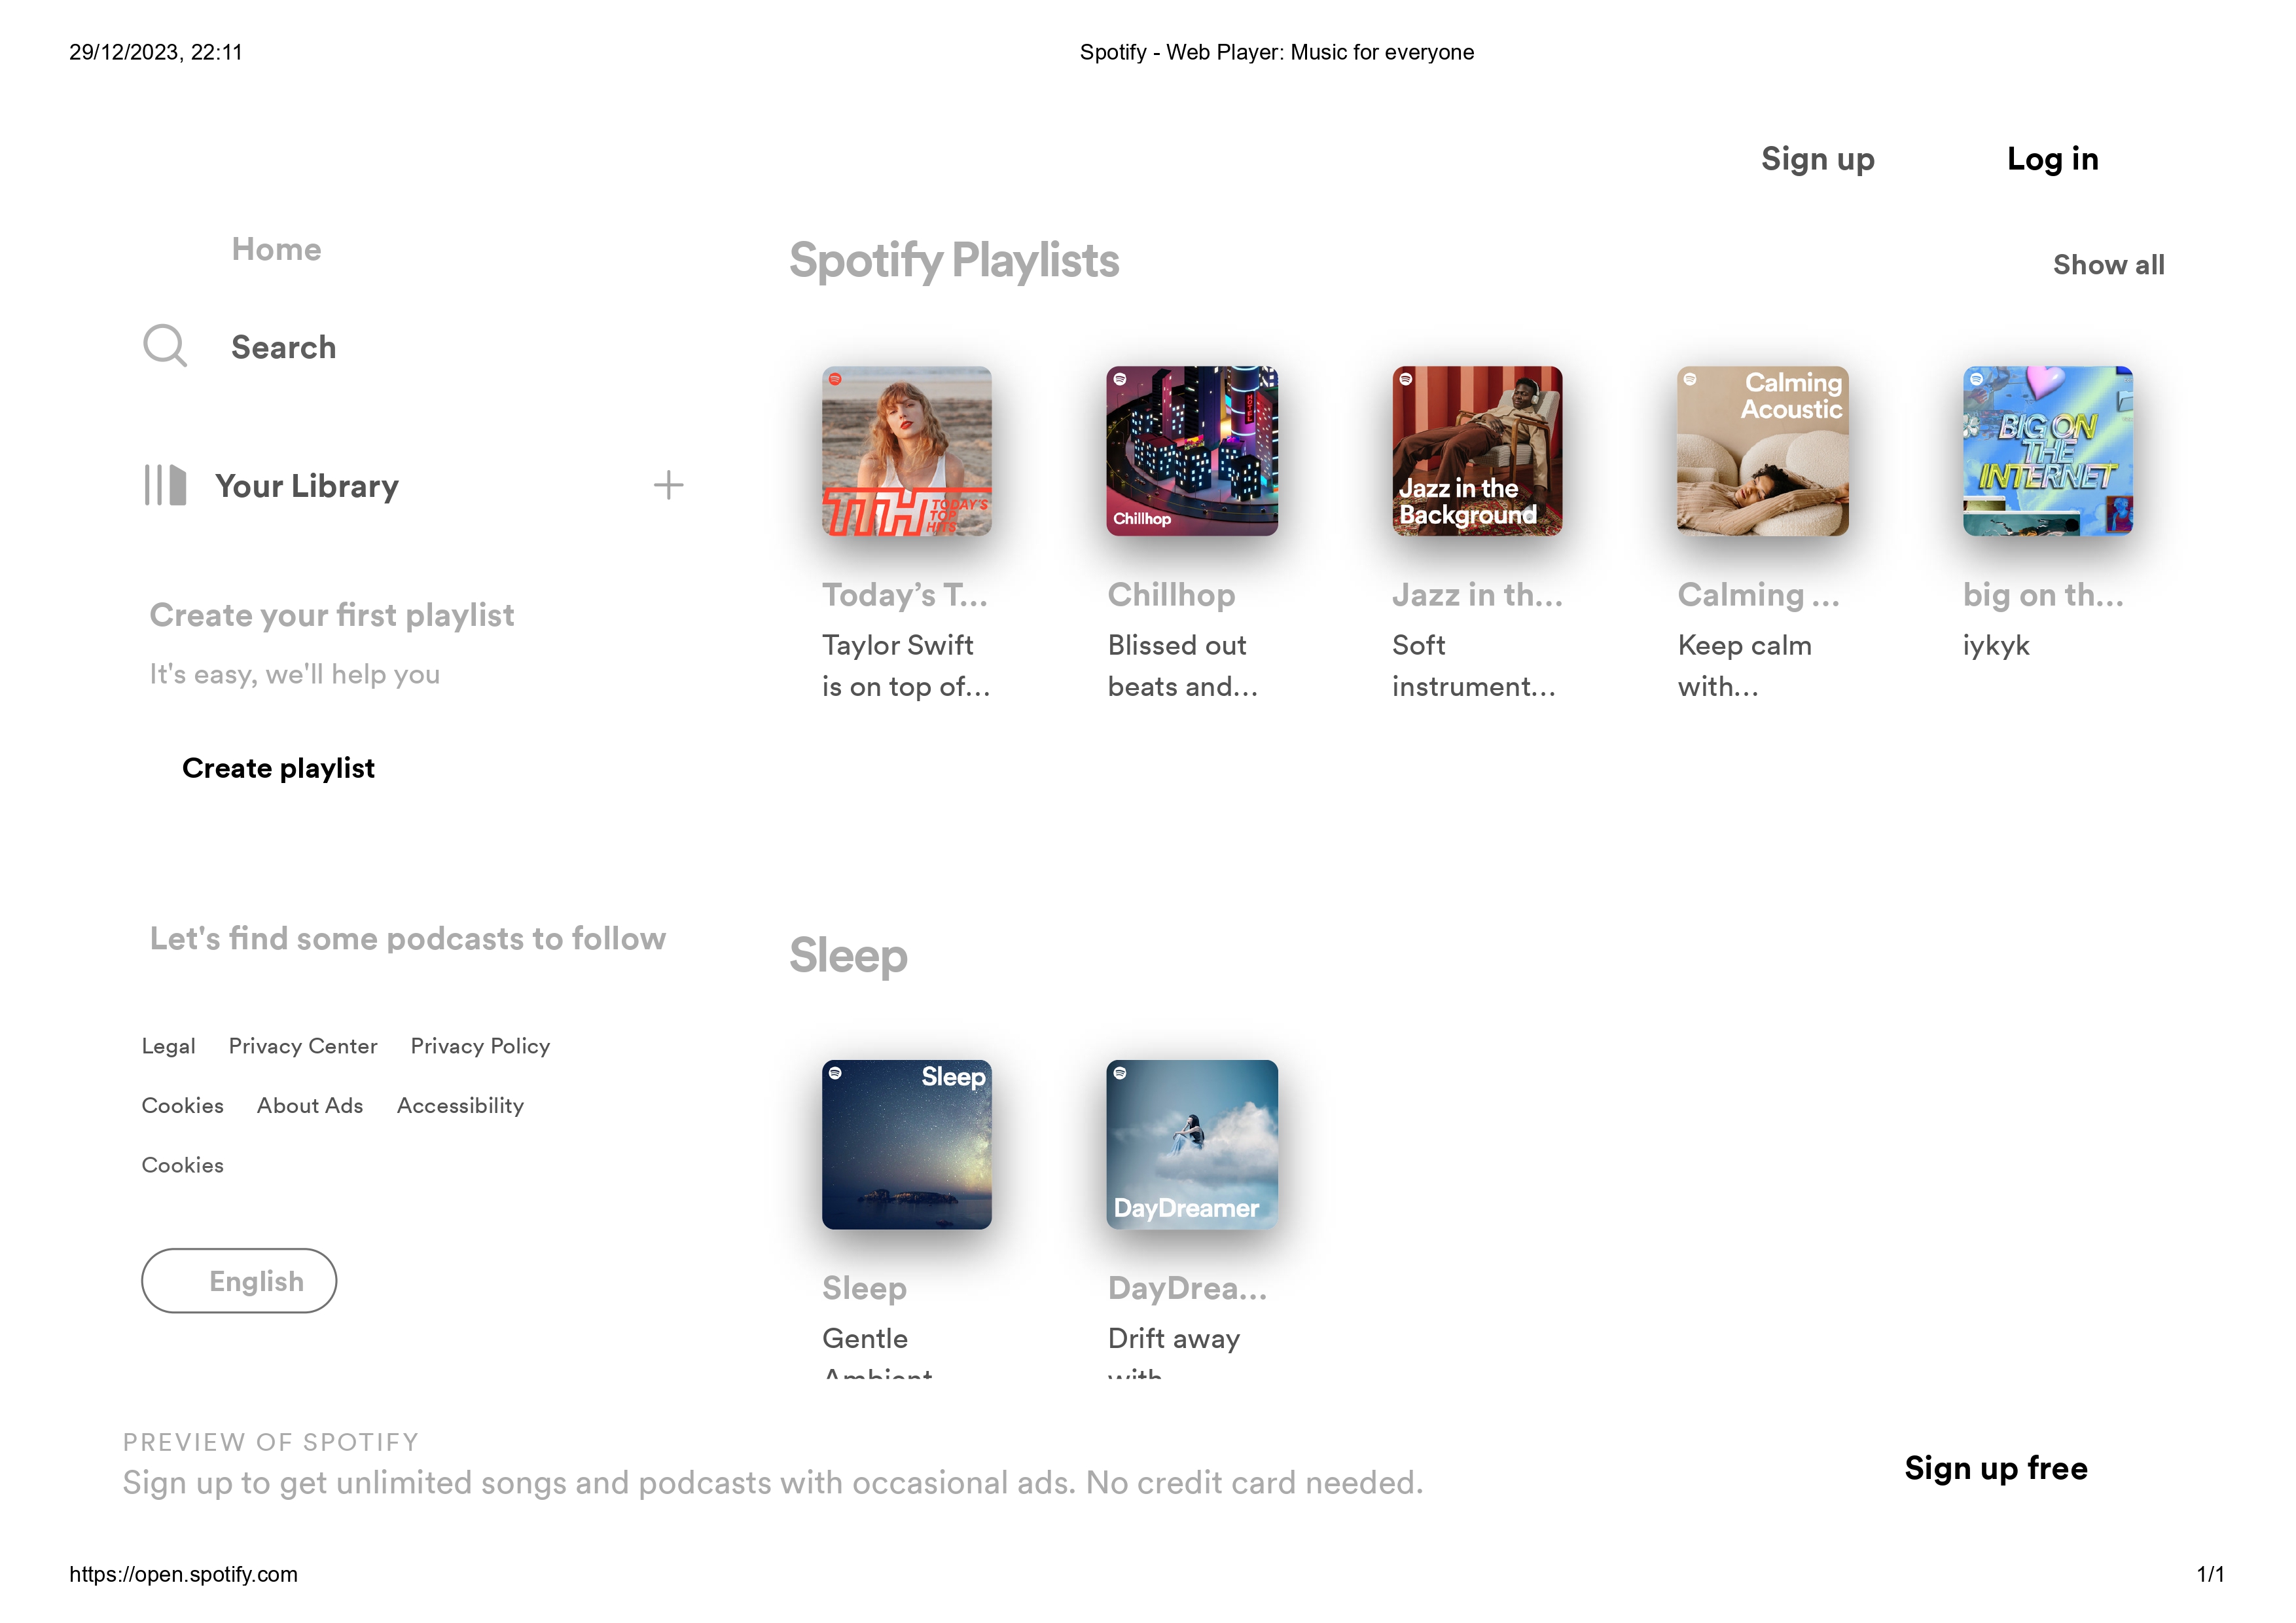 29/12/2023, 22:11
Spotify - Web Player: Music for everyone
Sign up
Log in
Home
Search
Your Library
Create your first playlist
It's easy, we'll help you
Create playlist
Let's find some podcasts to follow
Legal Privacy Center Privacy Policy
Cookies About Ads Accessibility
Cookies
English
Spotify Playlists
Show all
TTH TODAY'S
TOP
HITS
Today's T...
Taylor Swift
is on top of...
HOTEL
Chillhop
Chillhop
Blissed out
beats and...
Jazz in the
Background
Jazz in th...
Soft
instrument...
Calming
Acoustic
Calming ...
Keep calm
with...
BIG ON
THE
INTERNET
big on th...
iykyk
Sleep
Sleep
Sleep
Gentle
Ambient
DayDreamer
DayDrea...
Drift away
with
PREVIEW OF SPOTIFY
Sign up to get unlimited songs and podcasts with occasional ads. No credit card needed.
Sign up free
https://open.spotify.com
1/1